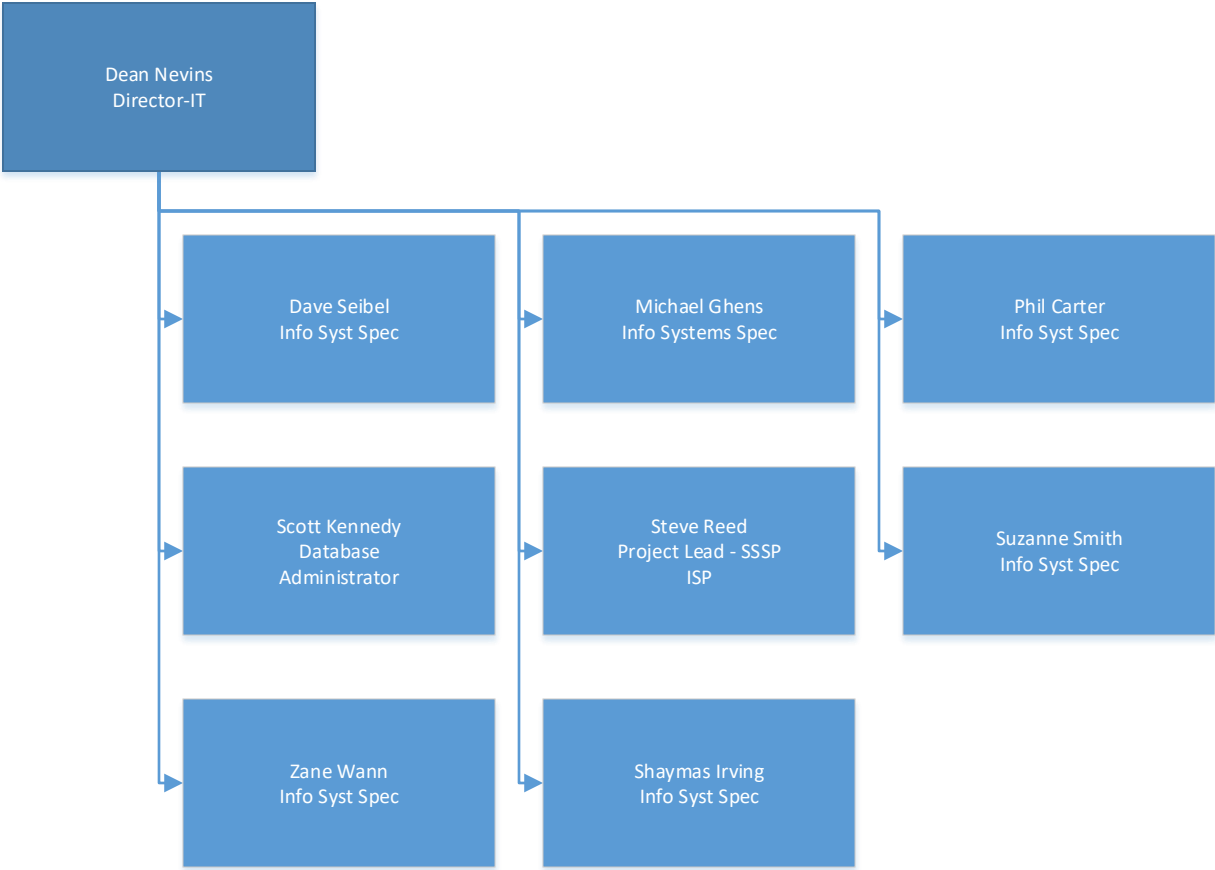 Dean Nevins
Director-IT
Dave Seibel
Info Syst Spec
Michael Ghens
Info Systems Spec
Phil Carter
Info Syst Spec
Scott Kennedy
Database
Administrator
Steve Reed
Project Lead - SSSP
ISP
Suzanne Smith
Info Syst Spec
Zane Wann
Info Syst Spec
Shaymas Irving
Info Syst Spec